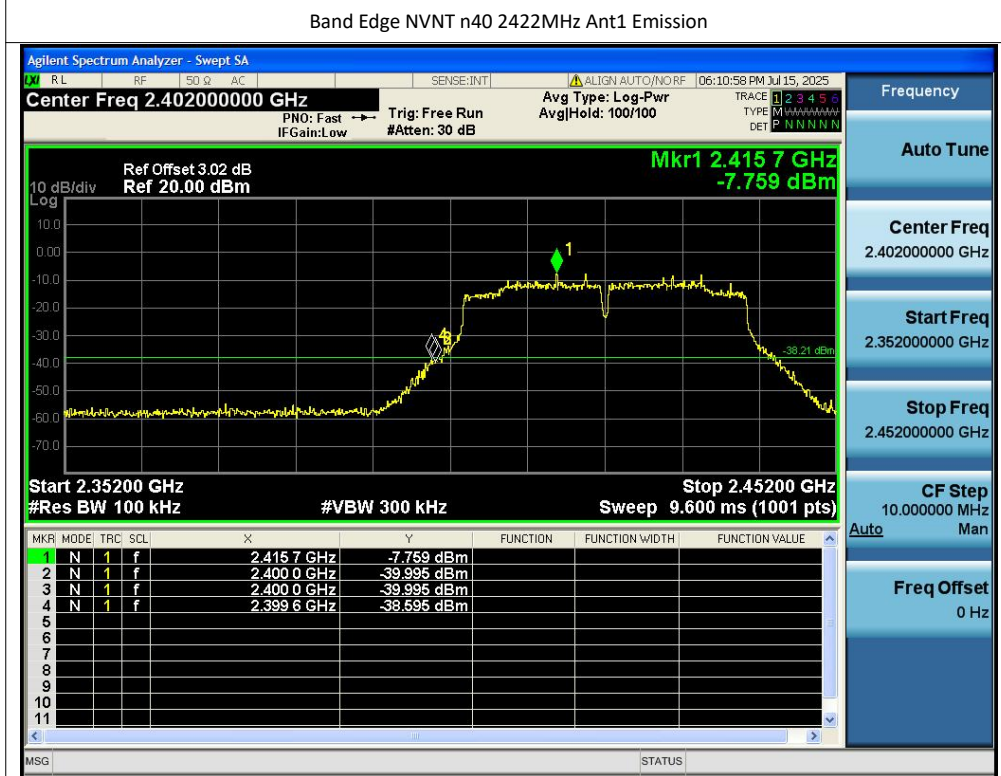 Band Edge NVNT n40 2422MHz Ant1 Emission
Agilent Spectrum Analyzer - Swept SA
LXI RL RF 50 Ω AC SENSE:INT ALIGN AUTO/NO RF 06:10:58 PM Jul 15, 2025
Center Freq 2.402000000 GHz
PNO: Fast
IFGain:Low
Trig: Free Run
#Atten: 30 dB
Avg Type: Log-Pwr
Avg|Hold: 100/100
TRACE 1 2 3 4 5 6
TYPE M WWWWW
DET P N N N N N
Frequency
Auto Tune
Center Freq
2.402000000 GHz
Start Freq
2.352000000 GHz
Stop Freq
2.452000000 GHz
CF Step
10.000000 MHz
Auto Man
Freq Offset
0 Hz
Mkr1 2.415 7 GHz
-7.759 dBm
Ref Offset 3.02 dB
10 dB/div Ref 20.00 dBm
Log
10.0
0.00
-10.0
-20.0
-30.0
-40.0
-50.0
-60.0
-70.0
1
-38.21 dBm
Start 2.35200 GHz Stop 2.45200 GHz
#Res BW 100 kHz #VBW 300 kHz Sweep 9.600 ms (1001 pts)
MKR MODE TRC SCL X Y FUNCTION FUNCTION WIDTH FUNCTION VALUE
1 N 1 f 2.415 7 GHz -7.759 dBm
2 N 1 f 2.400 0 GHz -39.995 dBm
3 N 1 f 2.400 0 GHz -39.995 dBm
4 N 1 f 2.399 6 GHz -38.595 dBm
5
6
7
8
9
10
11
MSG STATUS